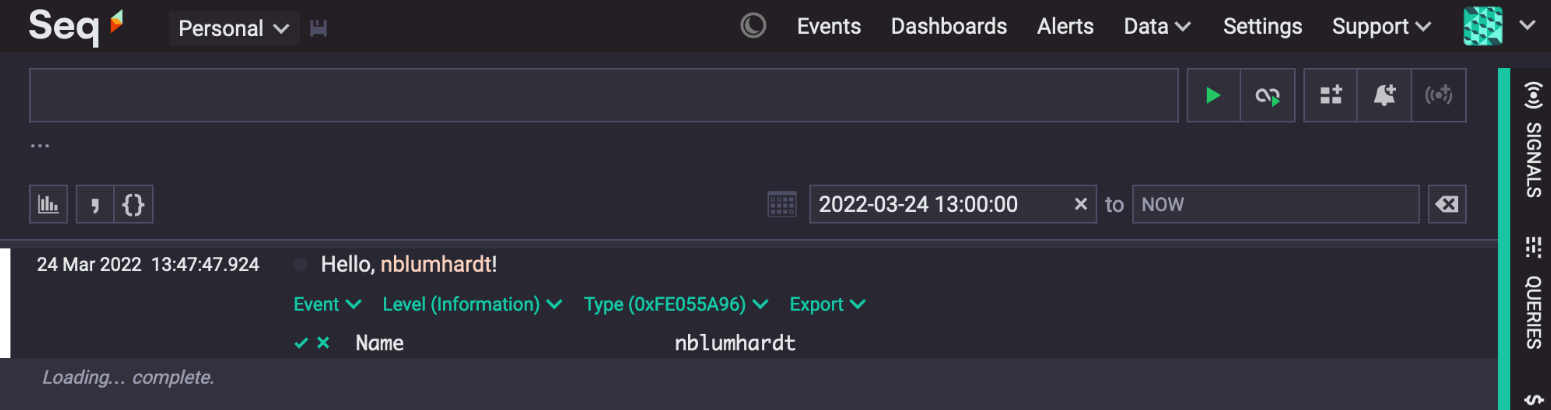 Seq Personal Events Dashboards Alerts Data Settings Support
...
, {} 2022-03-24 13:00:00 × to NOW
24 Mar 2022 13:47:47.924 Hello, nblumhardt!
Event Level (Information) Type (0xFE055A96) Export
Name nblumhardt
Loading... complete.
SIGNALS
QUERIES
$